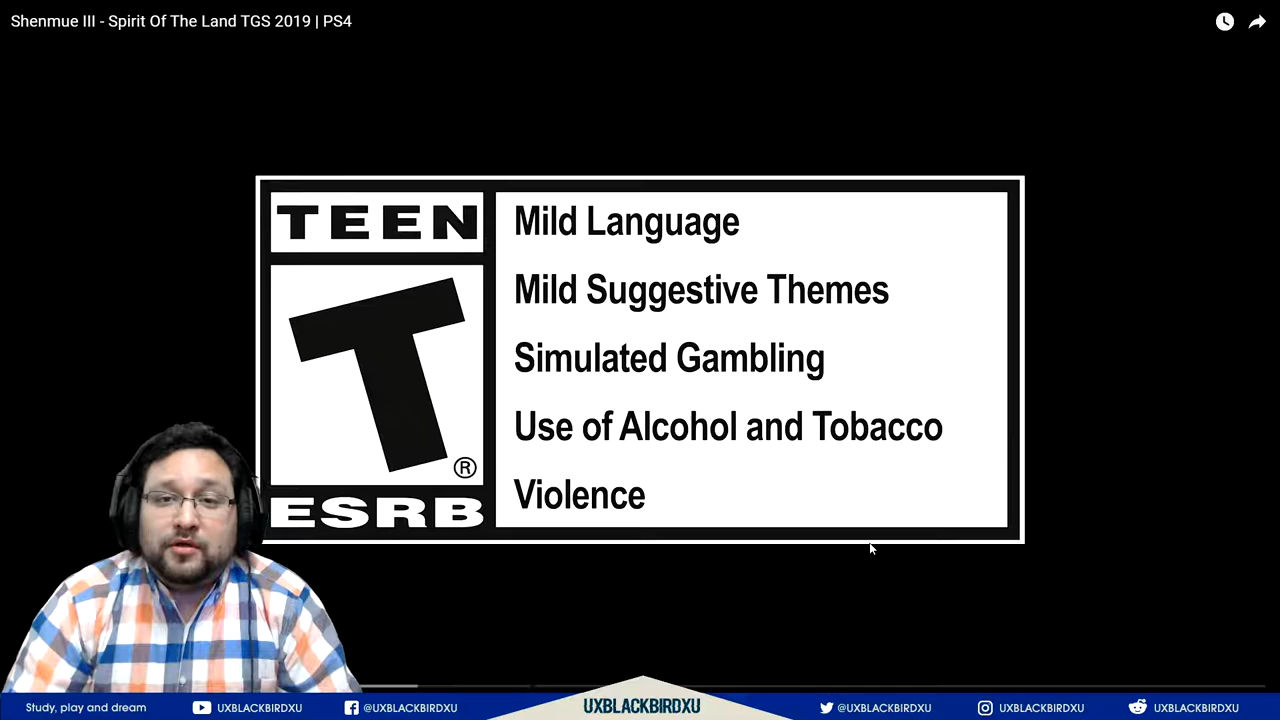 Shenmue III - Spirit Of The Land TGS 2019 | PS4
TEEN
T
®
ESRB
Mild Language
Mild Suggestive Themes
Simulated Gambling
Use of Alcohol and Tobacco
Violence
Study, play and dream
UXBLACKBIRDXU
@UXBLACKBIRDXU
UXBLACKBIRDXU
@UXBLACKBIRDXU
UXBLACKBIRDXU
UXBLACKBIRDXU